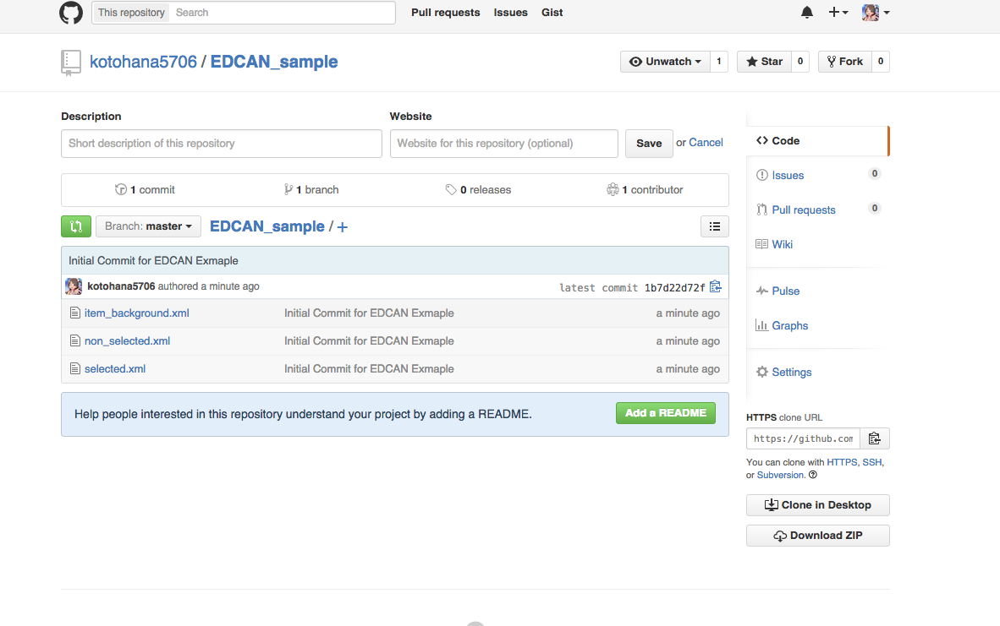 This repository Search Pull requests Issues Gist
kotohana5706 / EDCAN_sample Unwatch 1 Star 0 Fork 0
Description Website
Short description of this repository Website for this repository (optional) Save or Cancel
1 commit 1 branch 0 releases 1 contributor
Branch: master EDCAN_sample / +
Initial Commit for EDCAN Exmaple
kotohana5706 authored a minute ago latest commit 1b7d22d72f
item_background.xml Initial Commit for EDCAN Exmaple a minute ago
non_selected.xml Initial Commit for EDCAN Exmaple a minute ago
selected.xml Initial Commit for EDCAN Exmaple a minute ago
Help people interested in this repository understand your project by adding a README. Add a README
Code
Issues 0
Pull requests 0
Wiki
Pulse
Graphs
Settings
HTTPS clone URL
https://github.com
You can clone with HTTPS, SSH,
or Subversion.
Clone in Desktop
Download ZIP